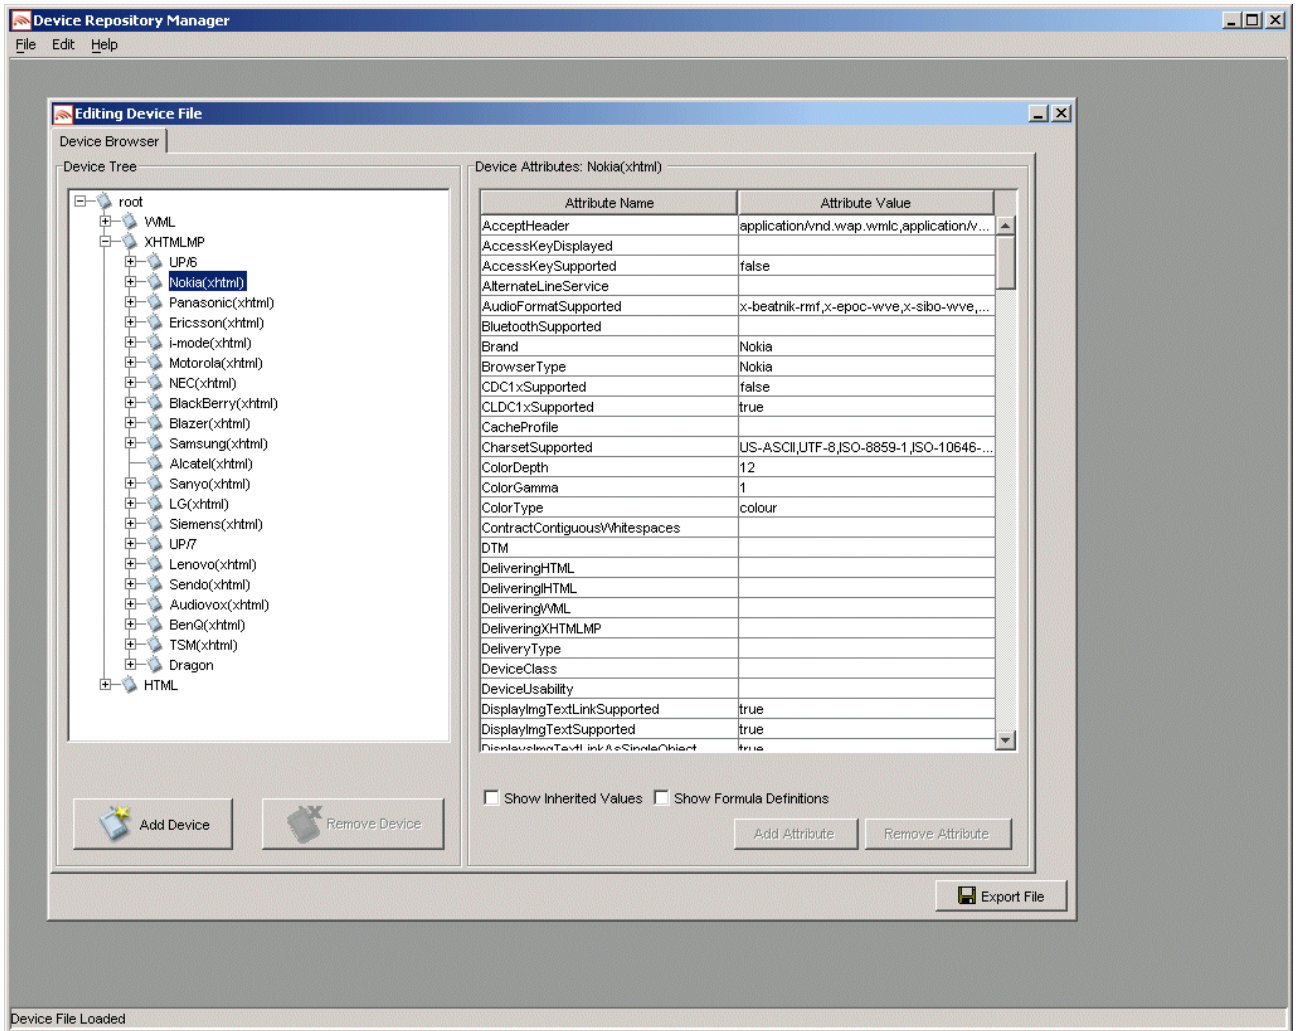 Device Repository Manager
File Edit Help
Editing Device File
Device Browser
Device Tree
root
WML
XHTMLMP
UP/6
Nokia(xhtml)
Panasonic(xhtml)
Ericsson(xhtml)
i-mode(xhtml)
Motorola(xhtml)
NEC(xhtml)
BlackBerry(xhtml)
Blazer(xhtml)
Samsung(xhtml)
Alcatel(xhtml)
Sanyo(xhtml)
LG(xhtml)
Siemens(xhtml)
UP/7
Lenovo(xhtml)
Sendo(xhtml)
Audiovox(xhtml)
BenQ(xhtml)
TSM(xhtml)
Dragon
HTML
Add Device
Remove Device
Device Attributes: Nokia(xhtml)
Attribute Name Attribute Value
AcceptHeader application/vnd.wap.wmlc,application/v...
AccessKeyDisplayed
AccessKeySupported false
AlternateLineService
AudioFormatSupported x-beatnik-rmf,x-epoc-wve,x-sibo-wve,...
BluetoothSupported
Brand Nokia
BrowserType Nokia
CDC1xSupported false
CLDC1xSupported true
CacheProfile
CharsetSupported US-ASCII,UTF-8,ISO-8859-1,ISO-10646-...
ColorDepth 12
ColorGamma 1
ColorType colour
ContractContiguousWhitespaces
DTM
DeliveringHTML
DeliveringIHTML
DeliveringWML
DeliveringXHTMLMP
DeliveryType
DeviceClass
DeviceUsability
DisplayImgTextLinkSupported true
DisplayImgTextSupported true
DisplaysImgTextLinkAsSingleObject true
Show Inherited Values Show Formula Definitions
Add Attribute Remove Attribute
Export File
Device File Loaded